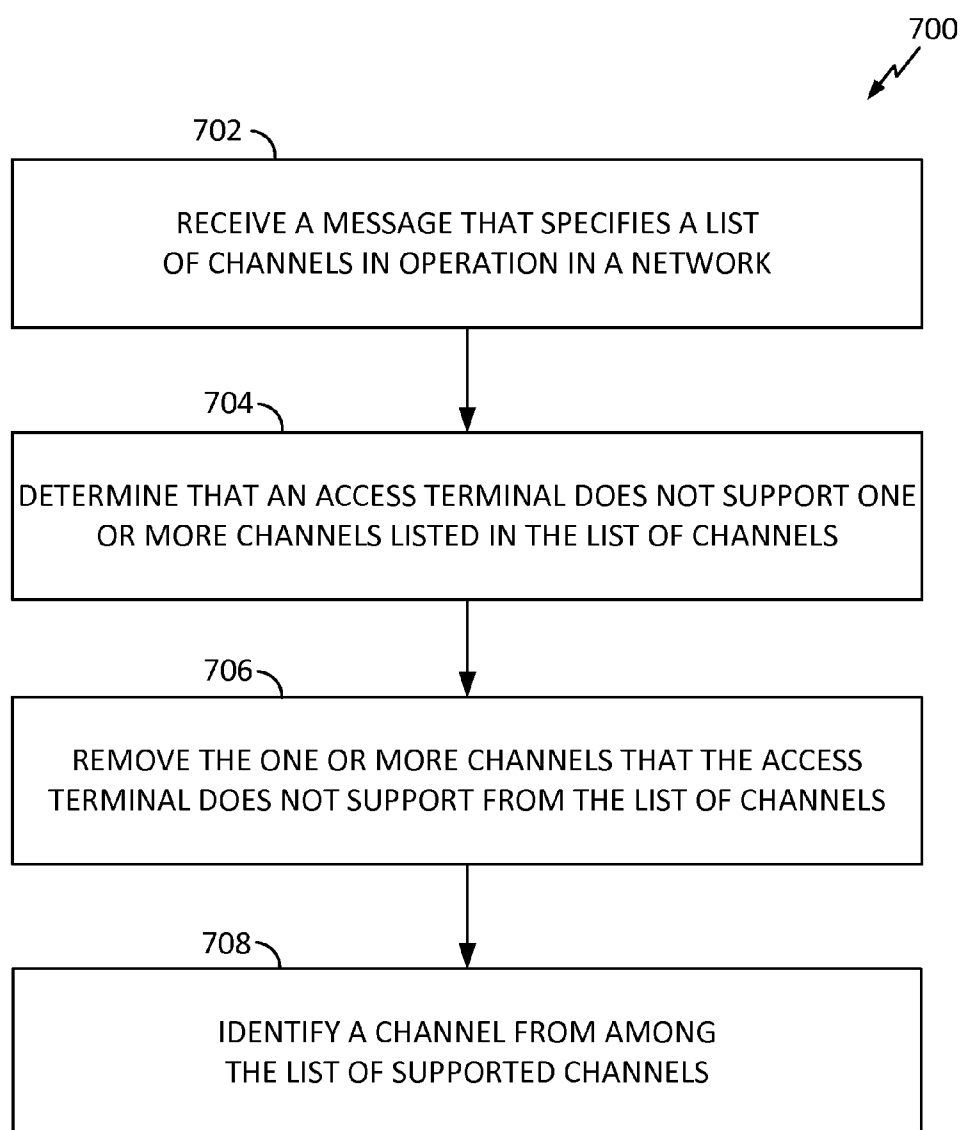 700
702
RECEIVE A MESSAGE THAT SPECIFIES A LIST
OF CHANNELS IN OPERATION IN A NETWORK
704
DETERMINE THAT AN ACCESS TERMINAL DOES NOT SUPPORT ONE
OR MORE CHANNELS LISTED IN THE LIST OF CHANNELS
706
REMOVE THE ONE OR MORE CHANNELS THAT THE ACCESS
TERMINAL DOES NOT SUPPORT FROM THE LIST OF CHANNELS
708
IDENTIFY A CHANNEL FROM AMONG
THE LIST OF SUPPORTED CHANNELS